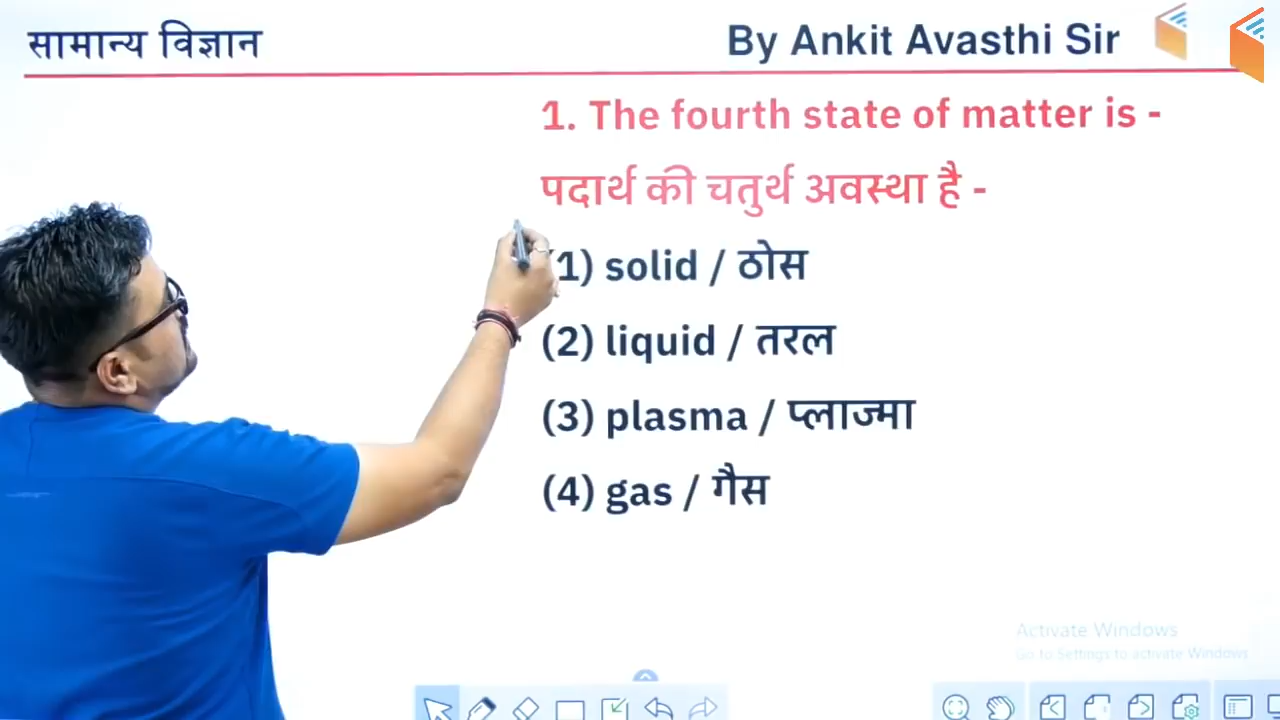 सामान्य विज्ञान
By Ankit Avasthi Sir
1. The fourth state of matter is -
पदार्थ की चतुर्थ अवस्था है -
(1) solid / ठोस
(2) liquid / तरल
(3) plasma / प्लाज्मा
(4) gas / गैस
Activate Windows
Go to Settings to activate Windows.